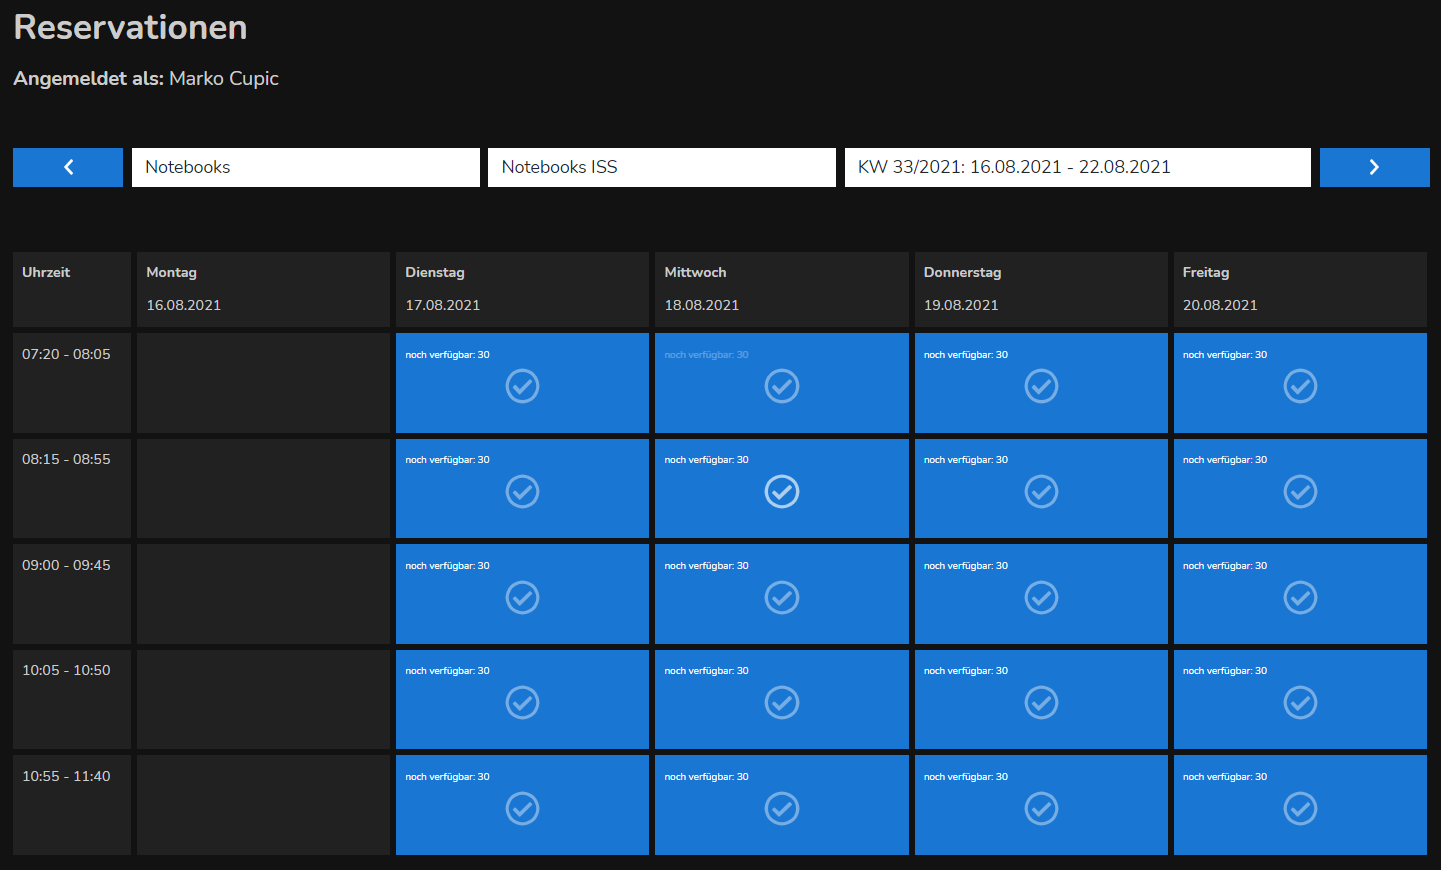 Reservationen
Angemeldet als: Marko Cupic
Notebooks Notebooks ISS KW 33/2021: 16.08.2021 - 22.08.2021
Uhrzeit Montag Dienstag Mittwoch Donnerstag Freitag
16.08.2021 17.08.2021 18.08.2021 19.08.2021 20.08.2021
07:20 - 08:05 noch verfügbar: 30 noch verfügbar: 30 noch verfügbar: 30 noch verfügbar: 30
08:15 - 08:55 noch verfügbar: 30 noch verfügbar: 30 noch verfügbar: 30 noch verfügbar: 30
09:00 - 09:45 noch verfügbar: 30 noch verfügbar: 30 noch verfügbar: 30 noch verfügbar: 30
10:05 - 10:50 noch verfügbar: 30 noch verfügbar: 30 noch verfügbar: 30 noch verfügbar: 30
10:55 - 11:40 noch verfügbar: 30 noch verfügbar: 30 noch verfügbar: 30 noch verfügbar: 30